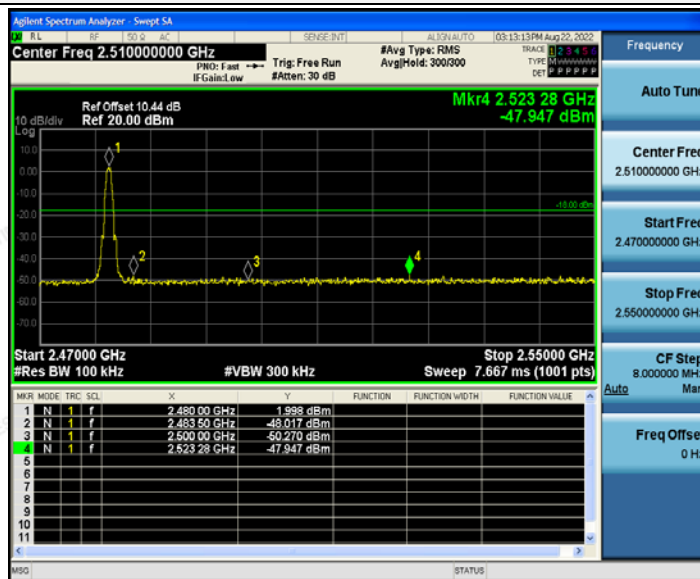 Agilent Spectrum Analyzer - Swept SA
RL RF 50 Ω AC SENSE:INT ALIGN AUTO 03:13:13 PM Aug 22, 2022
Center Freq 2.510000000 GHz
PNO: Fast
IFGain:Low
Trig: Free Run
#Atten: 30 dB
#Avg Type: RMS
Avg|Hold: 300/300
TRACE 1 2 3 4 5 6
TYPE M W W W W W
DET P P P P P P
Frequency
Auto Tune
Ref Offset 10.44 dB
10 dB/div Ref 20.00 dBm
Log
Mkr4 2.523 28 GHz
-47.947 dBm
10.0
0.00
-10.0
-20.0
-30.0
-40.0
-50.0
-60.0
-70.0
1
2
3
4
-18.00 dBm
Center Freq
2.510000000 GHz
Start Freq
2.470000000 GHz
Stop Freq
2.550000000 GHz
CF Step
8.000000 MHz
Auto Man
Freq Offset
0 Hz
Start 2.47000 GHz Stop 2.55000 GHz
#Res BW 100 kHz #VBW 300 kHz Sweep 7.667 ms (1001 pts)
MKR MODE TRC SCL X Y FUNCTION FUNCTION WIDTH FUNCTION VALUE
1 N 1 f 2.480 00 GHz 1.998 dBm
2 N 1 f 2.483 50 GHz -48.017 dBm
3 N 1 f 2.500 00 GHz -50.270 dBm
4 N 1 f 2.523 28 GHz -47.947 dBm
5
6
7
8
9
10
11
MSG STATUS